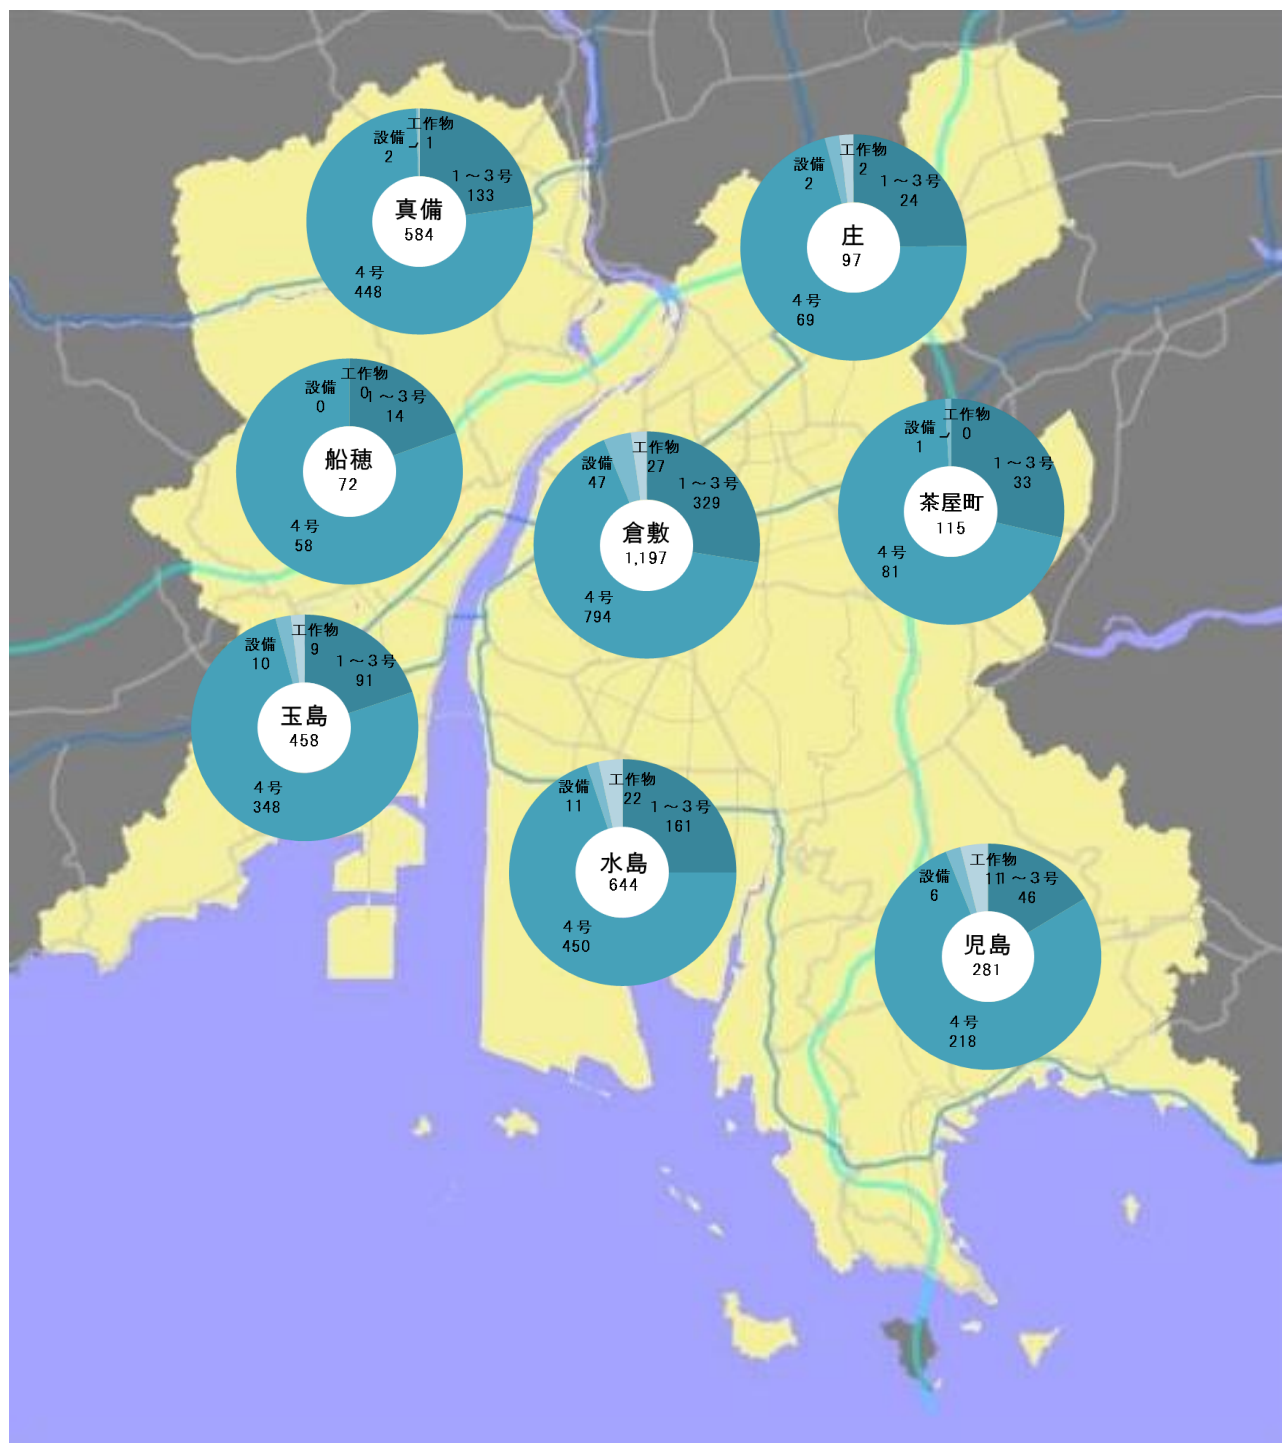 工作物
1
設備
2
1～3号
133
真備
584
4号
448
工作物
2
設備
2
1～3号
24
庄
97
4号
69
工作物
0
設備
0
1～3号
14
船穂
72
4号
58
工作物
27
設備
47
1～3号
329
倉敷
1,197
4号
794
工作物
0
設備
1
1～3号
33
茶屋町
115
4号
81
工作物
9
設備
10
1～3号
91
玉島
458
4号
348
工作物
22
設備
11
1～3号
161
水島
644
4号
450
工作物
11
設備
6
1～3号
46
児島
281
4号
218